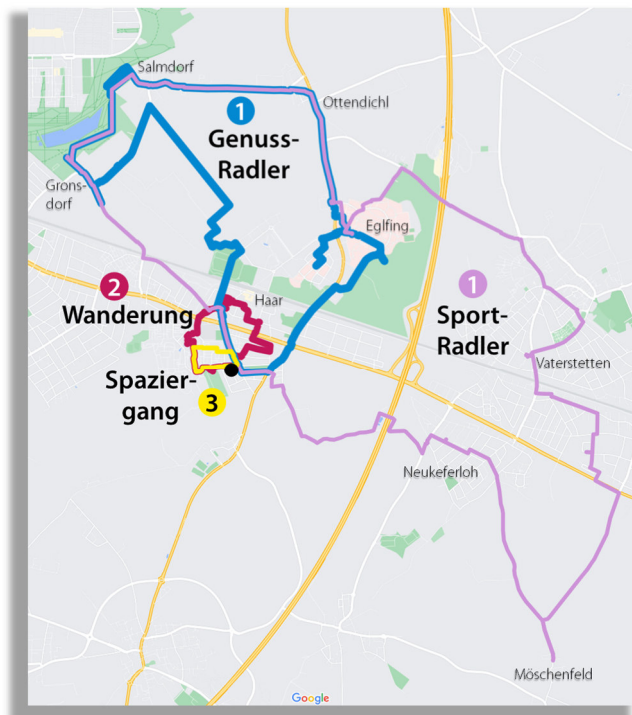 Salmdorf
1
Ottendichl
Genuss-
Radler
Grons-
dorf
Eglfing
2
Haar
1
Wanderung
Sport-
Radler
Vaterstetten
Spazier-
gang
3
Neukeferloh
Möschenfeld
Google